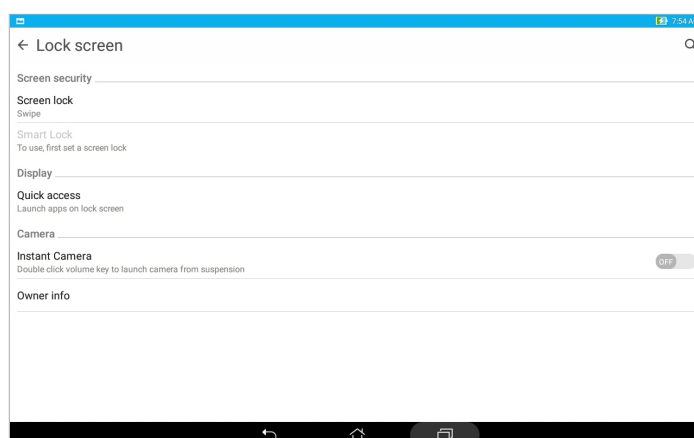 7:54 A
Lock screen
Screen security
Screen lock
Swipe
Smart Lock
To use, first set a screen lock
Display
Quick access
Launch apps on lock screen
Camera
Instant Camera
Double click volume key to launch camera from suspension
OFF
Owner info